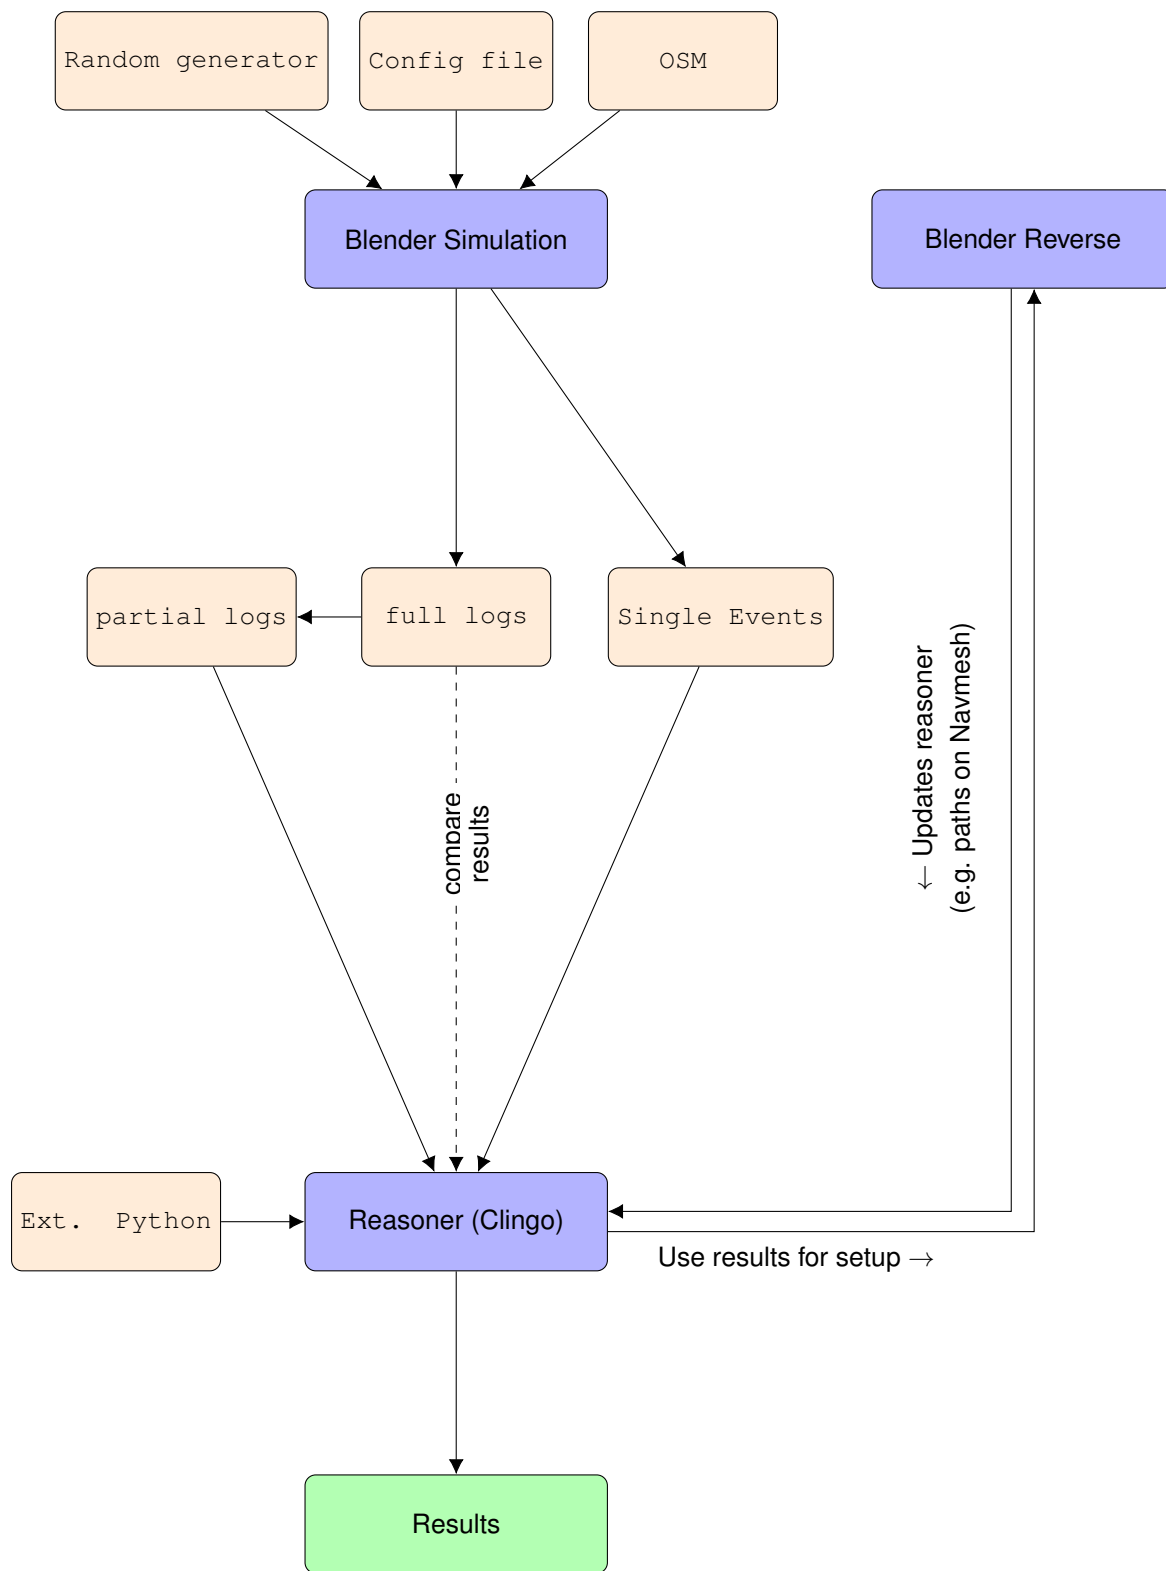 Random generator
Config file
OSM
Blender Simulation
Blender Reverse
partial logs
full logs
Single Events
compare
results
← Updates reasoner
(e.g. paths on Navmesh)
Ext. Python
Reasoner (Clingo)
Use results for setup →
Results